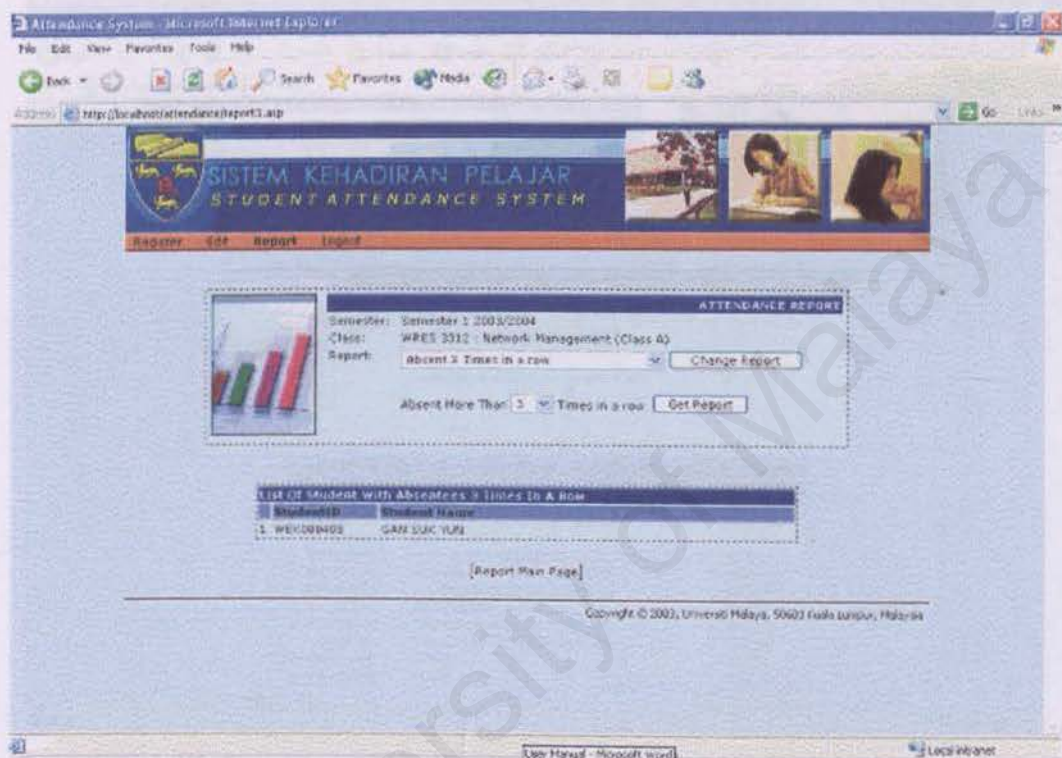 Attendance System - Microsoft Internet Explorer
File Edit View Favorites Tools Help
Back Search Favorites Media
Address http://localhost/attendance/report3.asp Go Links
SISTEM KEHADIRAN PELAJAR
STUDENT ATTENDANCE SYSTEM
Register Edit Report Logout
ATTENDANCE REPORT
Semester: Semester 1 2003/2004
Class: WRES 3312 : Network Management (Class A)
Report: Absent X Times in a row Change Report
Absent More Than 3 Times in a row Get Report
List Of Student With Absentees 3 Times In A Row
StudentID Student Name
1 GAN SUK YUN
[Report Main Page]
Copyright © 2003, Universiti Malaya, 50603 Kuala Lumpur, Malaysia
User Manual - Microsoft Word
Local intranet
University of Malaya